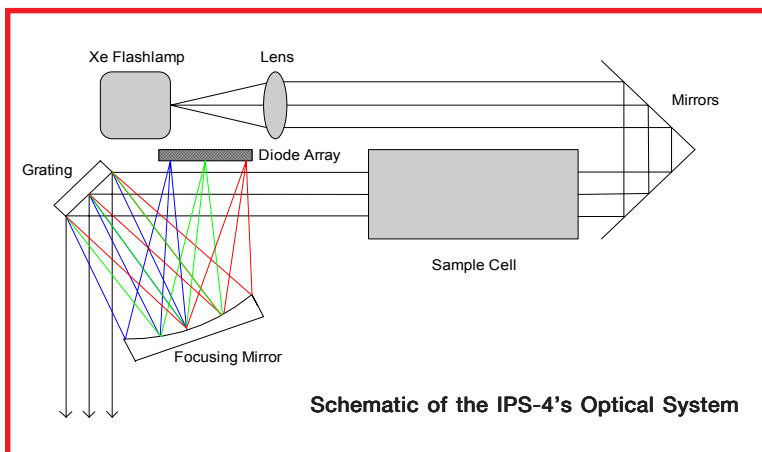 Xe Flashlamp
Lens
Mirrors
Diode Array
Grating
Sample Cell
Focusing Mirror
Schematic of the IPS-4's Optical System